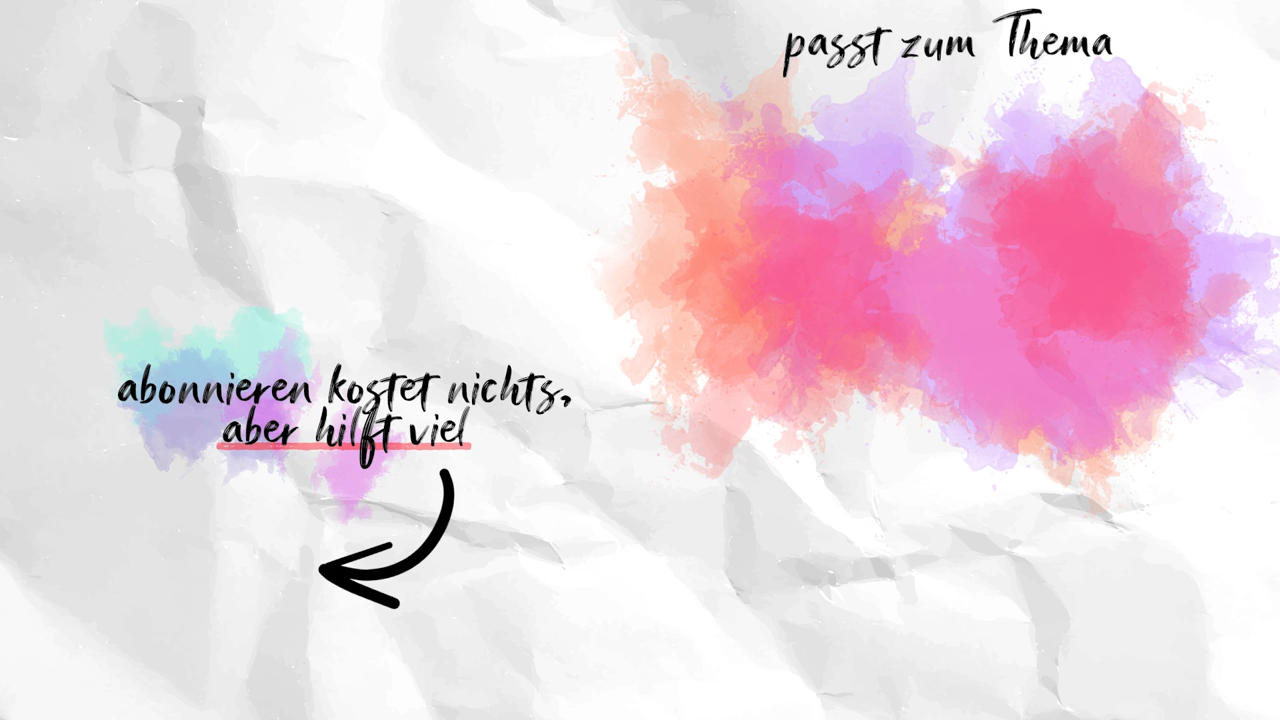 passt zum Thema
abonnieren kostet nichts,
aber hilft viel